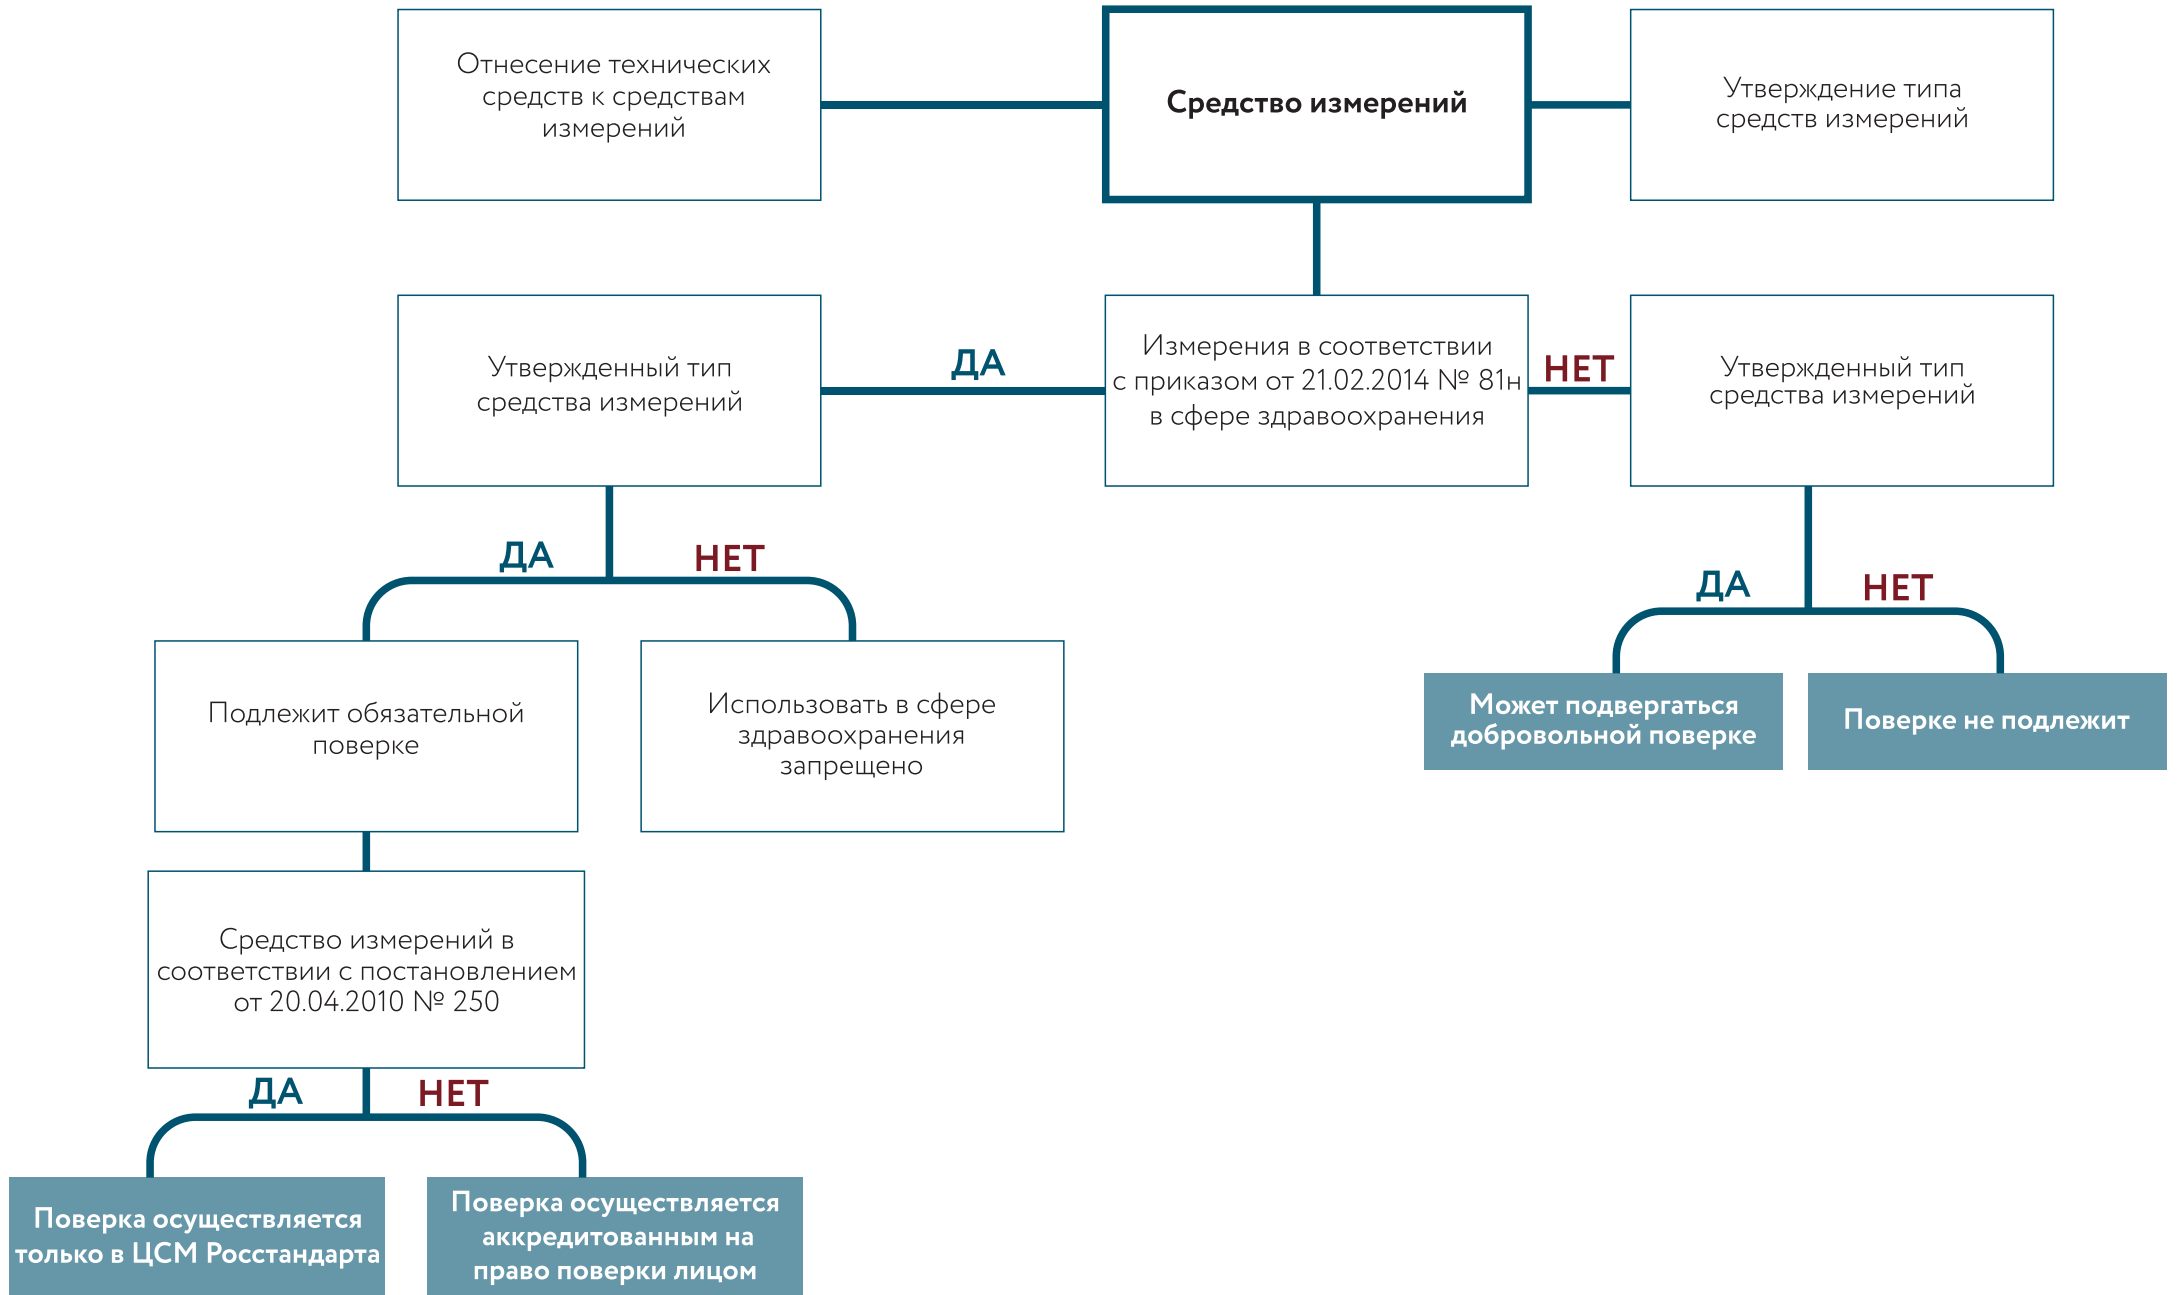 Отнесение технических
средств к средствам
измерений
Средство измерений
Утверждение типа
средств измерений
Утвержденный тип
средства измерений
ДА
Измерения в соответствии
с приказом от 21.02.2014 № 81н
в сфере здравоохранения
НЕТ
Утвержденный тип
средства измерений
ДА
НЕТ
ДА
НЕТ
Подлежит обязательной
поверке
Использовать в сфере
здравоохранения
запрещено
Может подвергаться
добровольной поверке
Поверке не подлежит
Средство измерений в
соответствии с постановлением
от 20.04.2010 № 250
ДА
НЕТ
Поверка осуществляется
только в ЦСМ Росстандарта
Поверка осуществляется
аккредитованным на
право поверки лицом